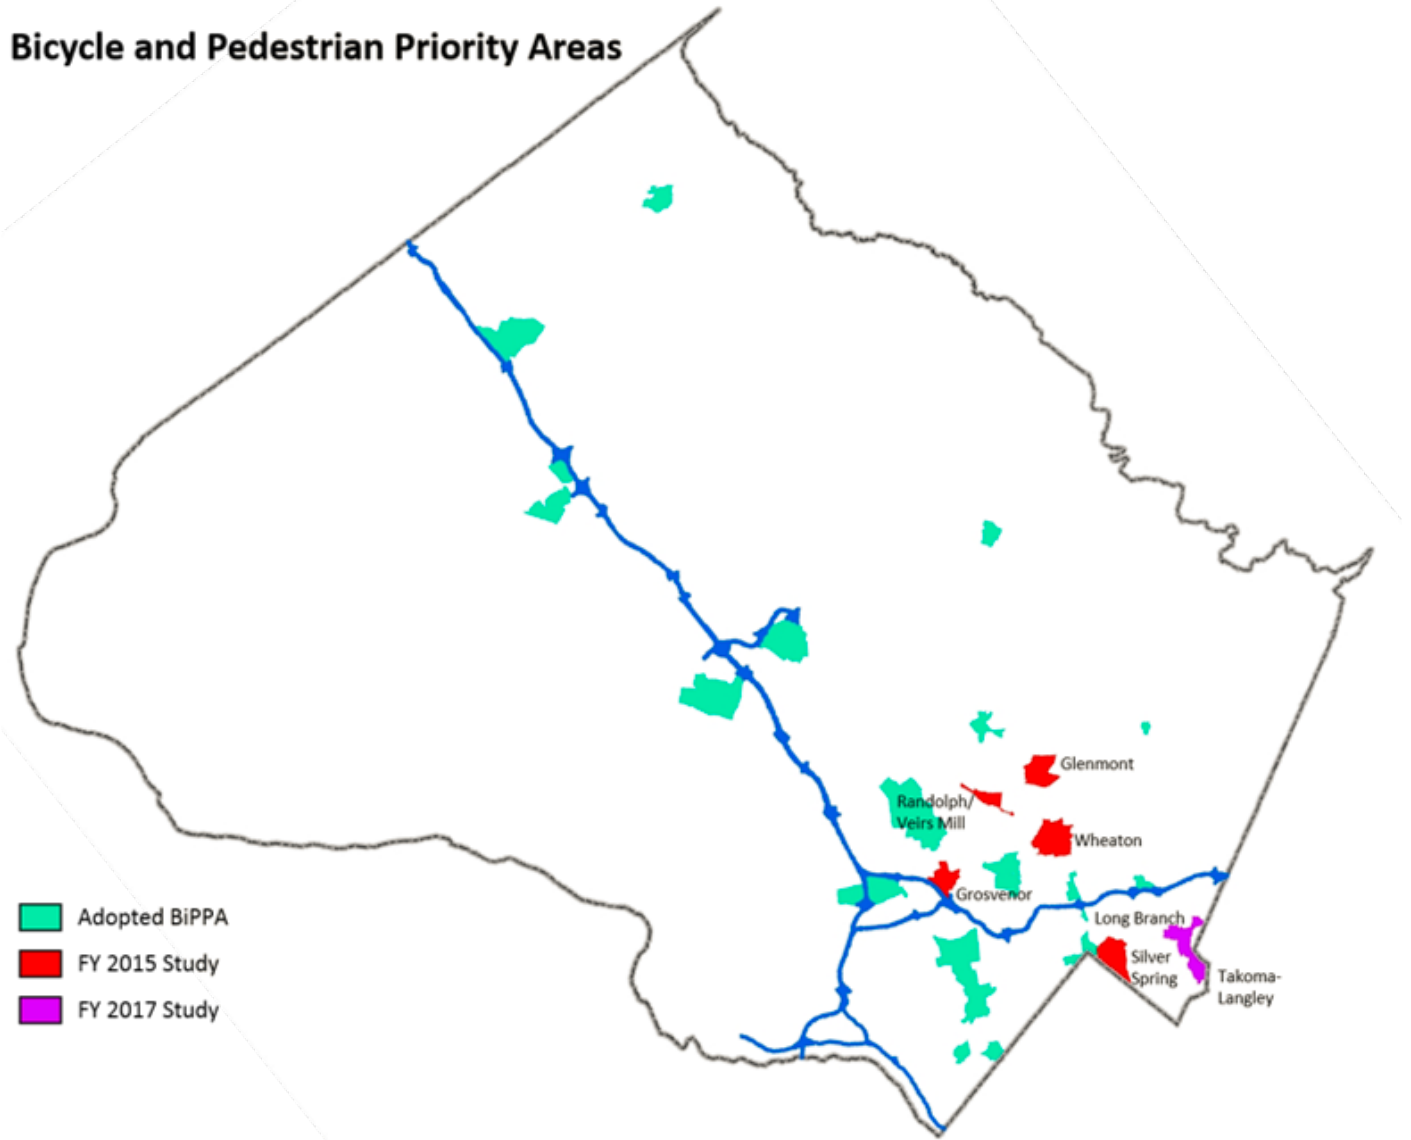 Bicycle and Pedestrian Priority Areas
Glenmont
Randolph/
Veirs Mill
Wheaton
Grosvenor
Long Branch
Silver
Spring
Takoma-
Langley
Adopted BiPPA
FY 2015 Study
FY 2017 Study